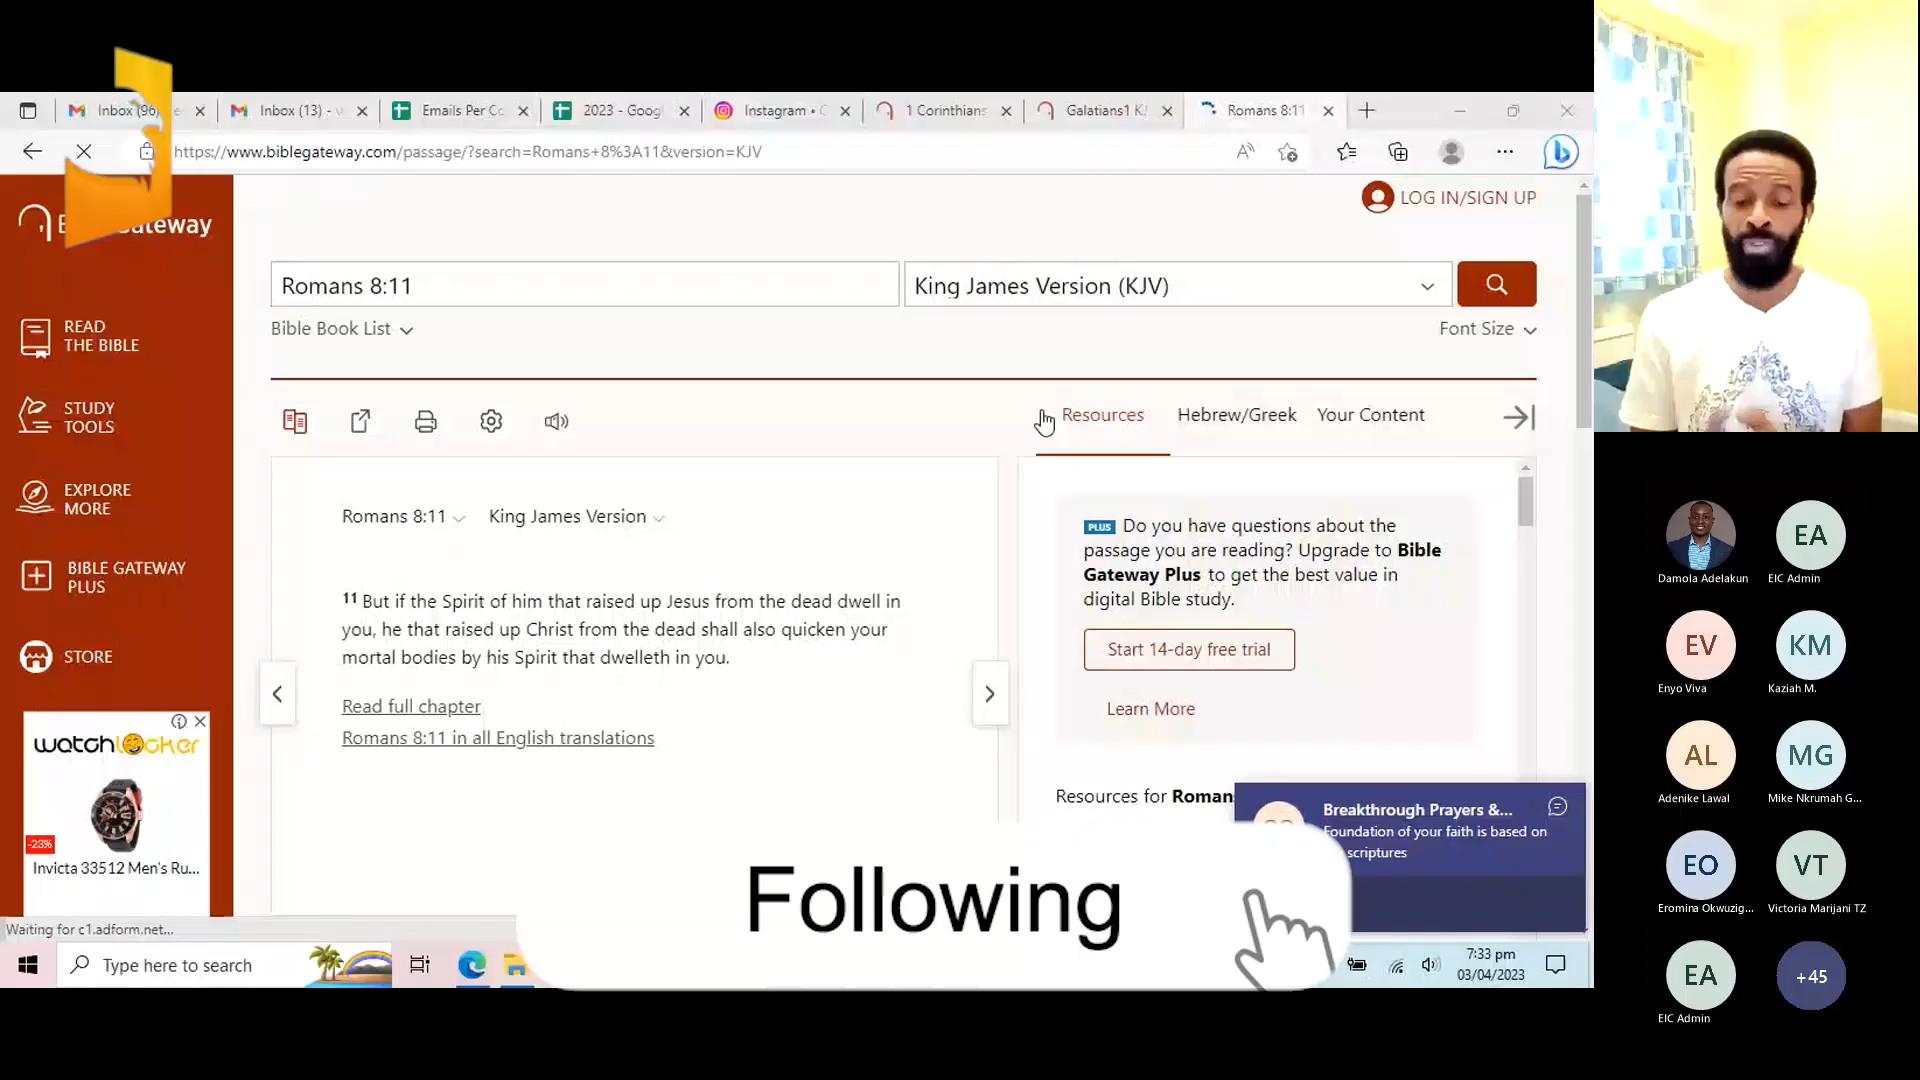 Inbox (96)
Inbox (13) -
Emails Per Co
2023 - Goog
Instagram •
1 Corinthians
Galatians1 KJ
Romans 8:11
https://www.biblegateway.com/passage/?search=Romans+8%3A11&version=KJV
LOG IN/SIGN UP
Romans 8:11
King James Version (KJV)
Bible Book List
Font Size
READ
THE BIBLE
STUDY
TOOLS
EXPLORE
MORE
BIBLE GATEWAY
PLUS
STORE
Resources
Hebrew/Greek
Your Content
Romans 8:11
King James Version
11 But if the Spirit of him that raised up Jesus from the dead dwell in
you, he that raised up Christ from the dead shall also quicken your
mortal bodies by his Spirit that dwelleth in you.
Read full chapter
Romans 8:11 in all English translations
PLUS Do you have questions about the
passage you are reading? Upgrade to Bible
Gateway Plus to get the best value in
digital Bible study.
Start 14-day free trial
Learn More
Resources for Romans
watchlocker
-23%
Invicta 33512 Men's Ru...
Breakthrough Prayers &...
Foundation of your faith is based on
scriptures
Following
Waiting for c1.adform.net...
Type here to search
7:33 pm
03/04/2023
Damola Adelakun
EA
EIC Admin
EV
Enyo Viva
KM
Kaziah M.
AL
Adenike Lawal
MG
Mike Nkrumah G...
EO
Eromina Okwuzig...
VT
Victoria Marijani TZ
EA
EIC Admin
+45